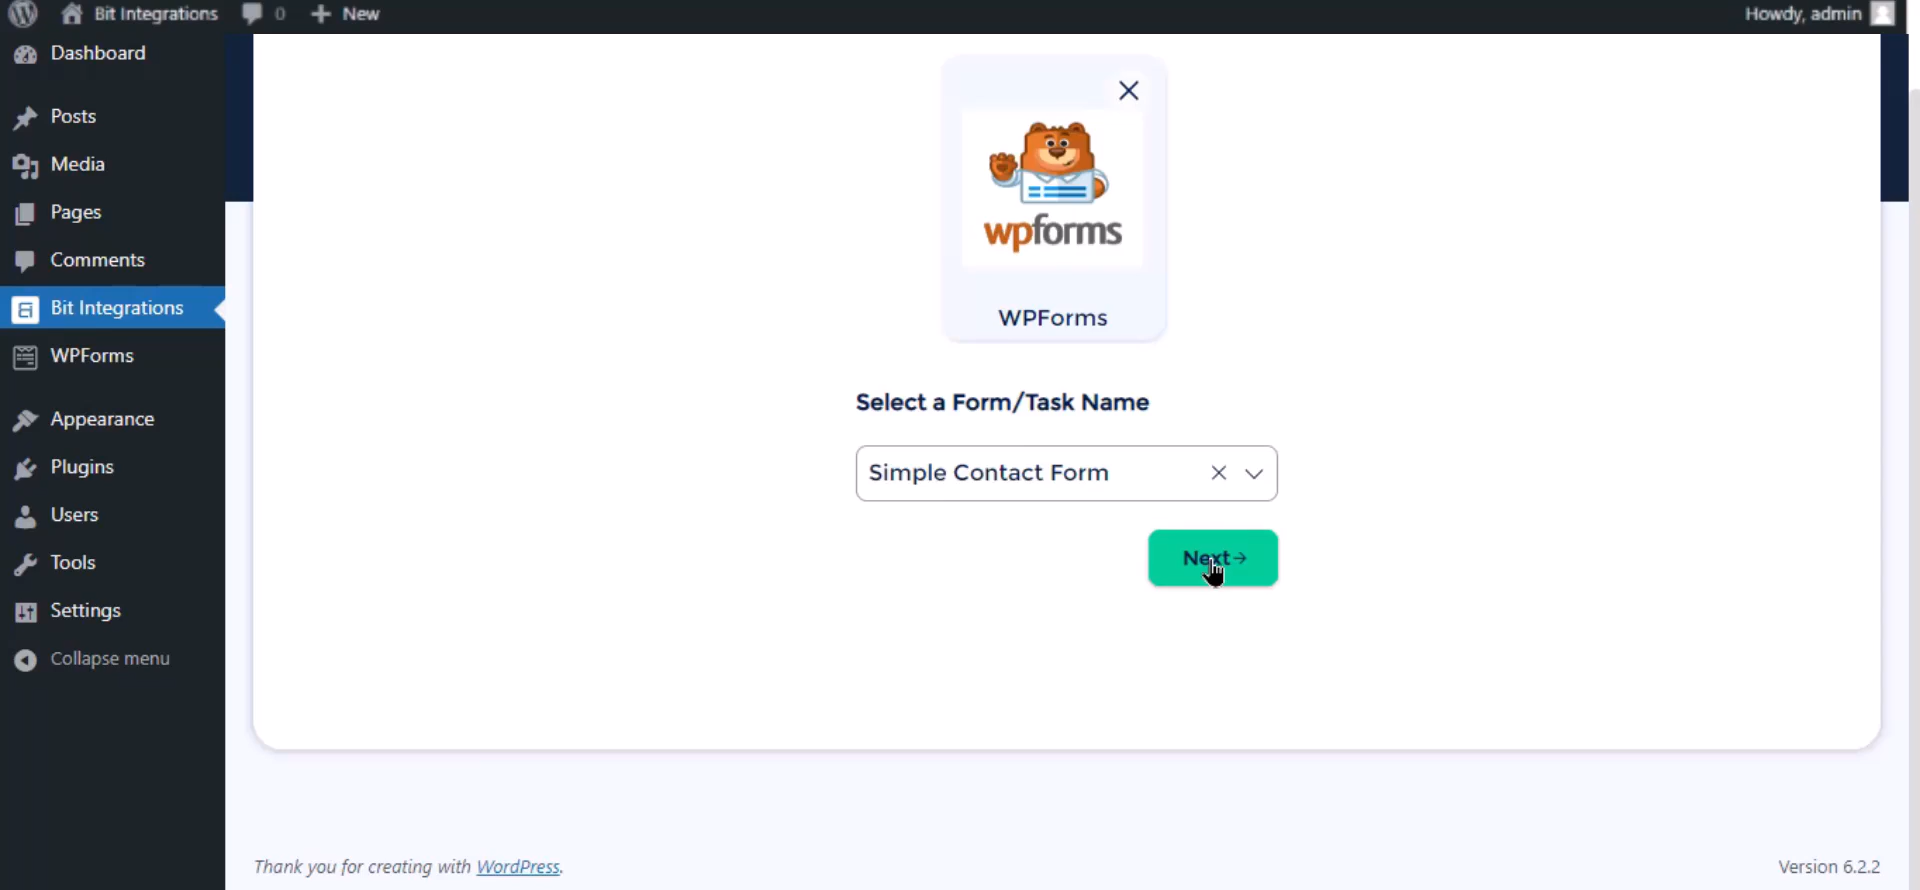 Bit Integrations 0 New Howdy, admin
Dashboard
Posts
Media
Pages
Comments
Bit Integrations
WPForms
Appearance
Plugins
Users
Tools
Settings
Collapse menu
wpforms
WPForms
Select a Form/Task Name
Simple Contact Form
Next→
Thank you for creating with WordPress.
Version 6.2.2